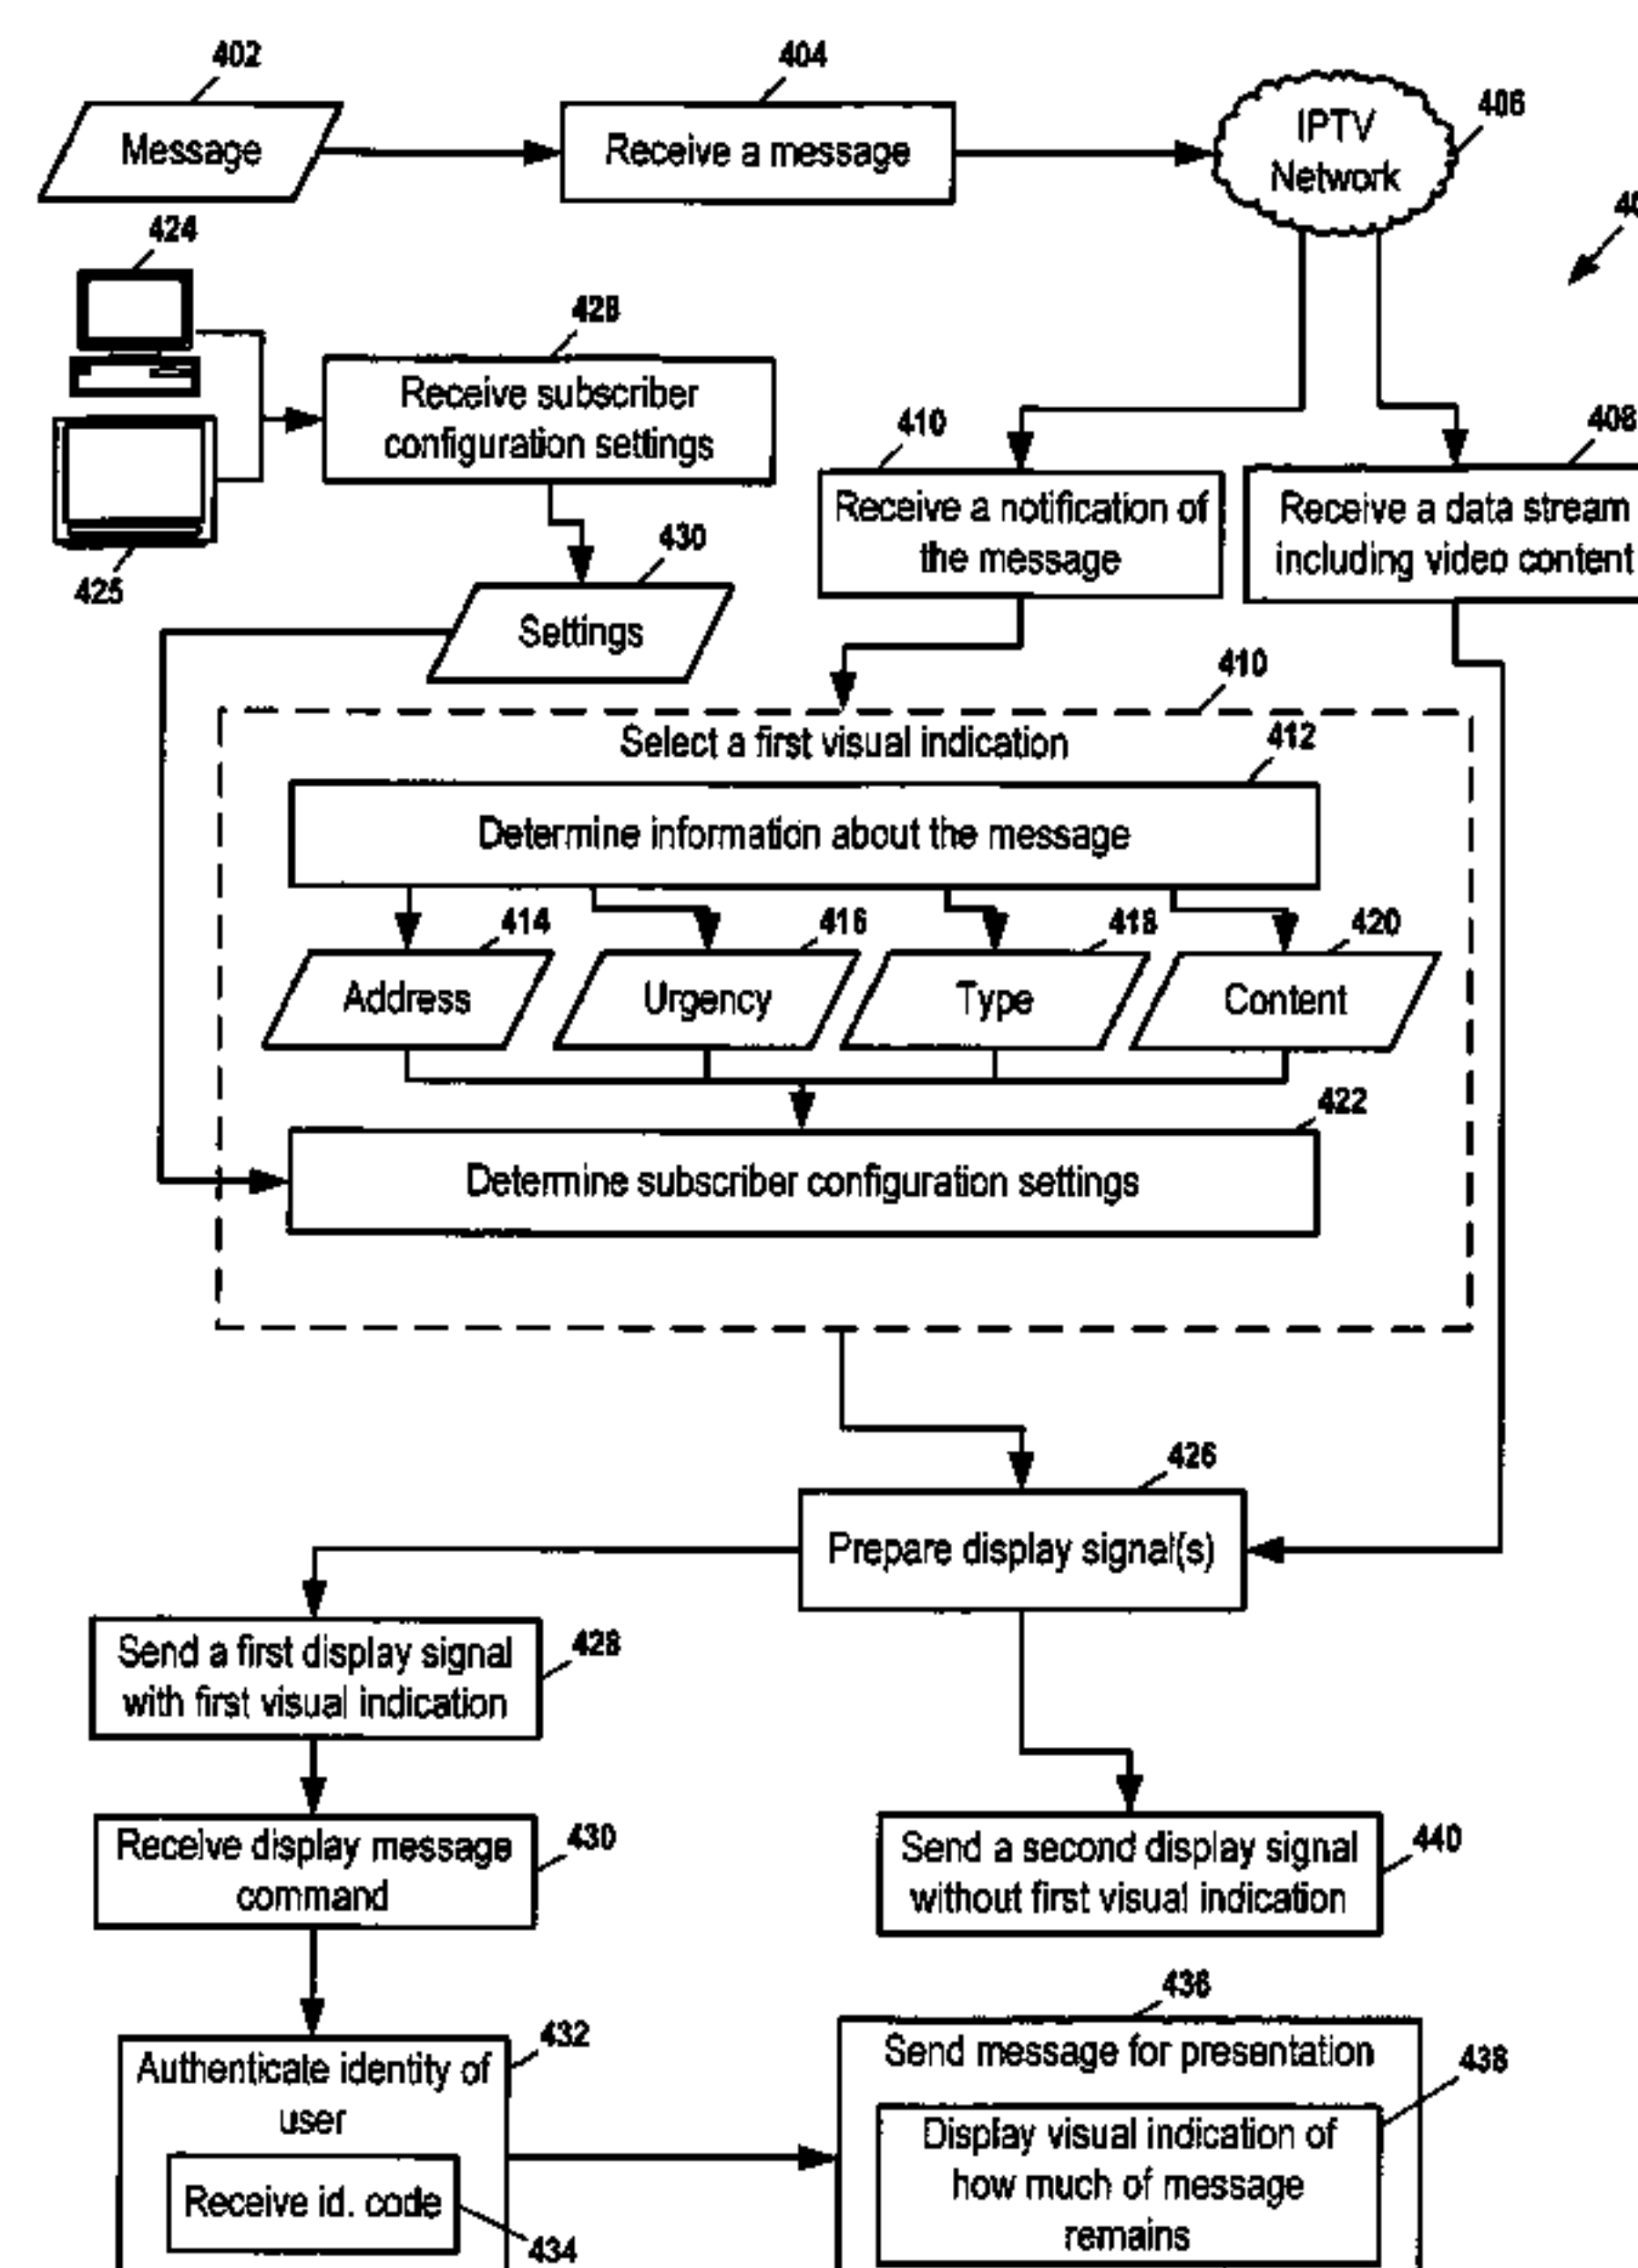 402
404
Message
Receive a message
IPTV
Network
406
424
428
Receive subscriber
configuration settings
410
408
Receive a notification of
the message
Receive a data stream
including video content
425
430
Settings
410
Select a first visual indication
412
Determine information about the message
414
416
418
420
Address
Urgency
Type
Content
422
Determine subscriber configuration settings
426
Prepare display signal(s)
Send a first display signal
with first visual indication
428
Receive display message
command
430
Send a second display signal
without first visual indication
440
436
432
Authenticate identity of
user
Send message for presentation
438
Display visual indication of
how much of message
remains
Receive id. code
434